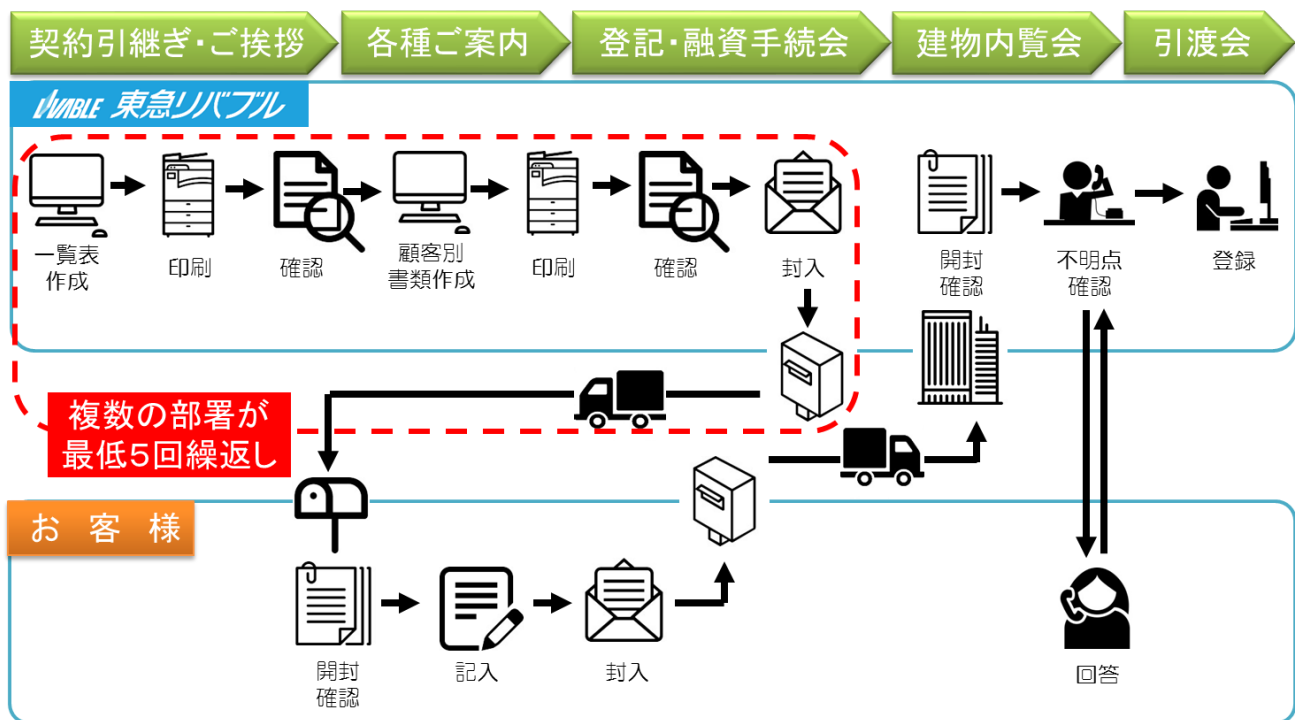 契約引継ぎ・ご挨拶
各種ご案内
登記・融資手続会
建物内覧会
引渡会
LIVABLE 東急リバブル
一覧表
作成
印刷
確認
顧客別
書類作成
印刷
確認
封入
開封
確認
不明点
確認
登録
複数の部署が
最低5回繰返し
お客様
開封
確認
記入
封入
回答